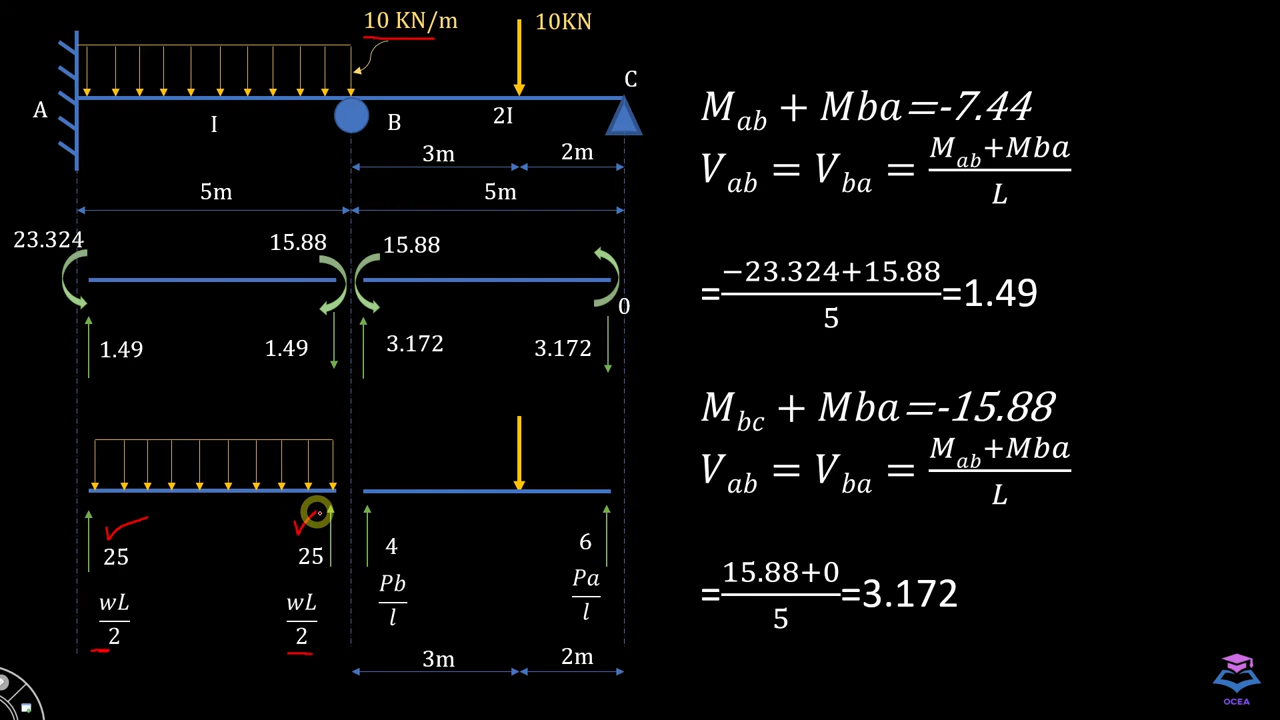 10 KN/m
10KN
C
A
I
B
2I
3m
2m
5m
5m
23.324
15.88
15.88
0
1.49
1.49
3.172
3.172
25
25
4
6
wL/2
wL/2
Pb/l
Pa/l
3m
2m
M_ab + Mba=-7.44
V_ab = V_ba = (M_ab+Mba)/L
=(−23.324+15.88)/5=1.49
M_bc + Mba=-15.88
V_ab = V_ba = (M_ab+Mba)/L
=(15.88+0)/5=3.172
OCEA